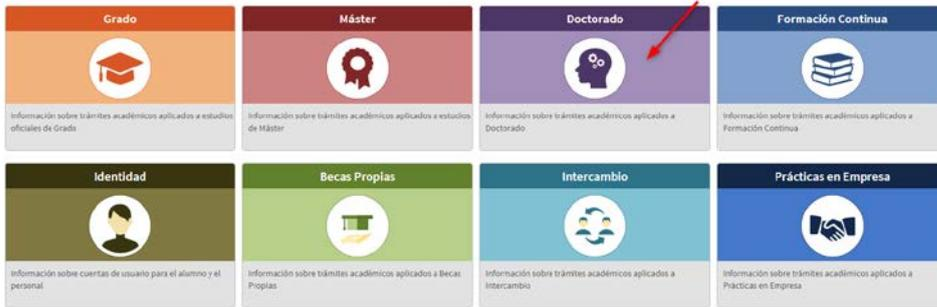 Grado
Máster
Doctorado
Formación Continua
Información sobre trámites académicos aplicados a estudios
oficiales de Grado
Información sobre trámites académicos aplicados a estudios
de Máster
Información sobre trámites académicos aplicados a
Doctorado
Información sobre trámites académicos aplicados a
Formación Continua
Identidad
Becas Propias
Intercambio
Prácticas en Empresa
Información sobre cuentas de usuario para el alumno y el
personal
Información sobre trámites académicos aplicados a Becas
Propias
Información sobre trámites académicos aplicados a
Intercambio
Información sobre trámites académicos aplicados a
Prácticas en Empresa